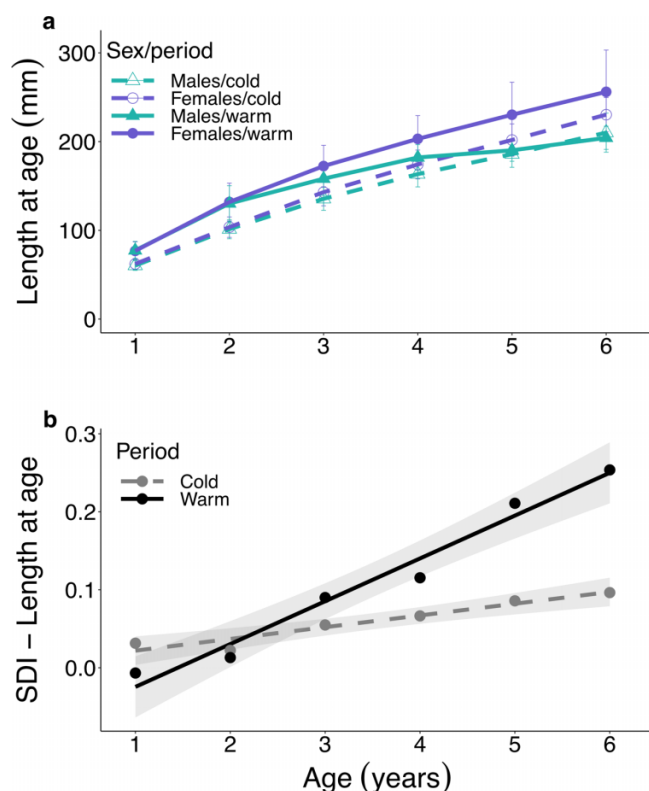 a
300
200
100
0
Length at age (mm)
Sex/period
Males/cold
Females/cold
Males/warm
Females/warm
1 2 3 4 5 6
b
0.3
0.2
0.1
0.0
SDI – Length at age
Period
Cold
Warm
1 2 3 4 5 6
Age (years)